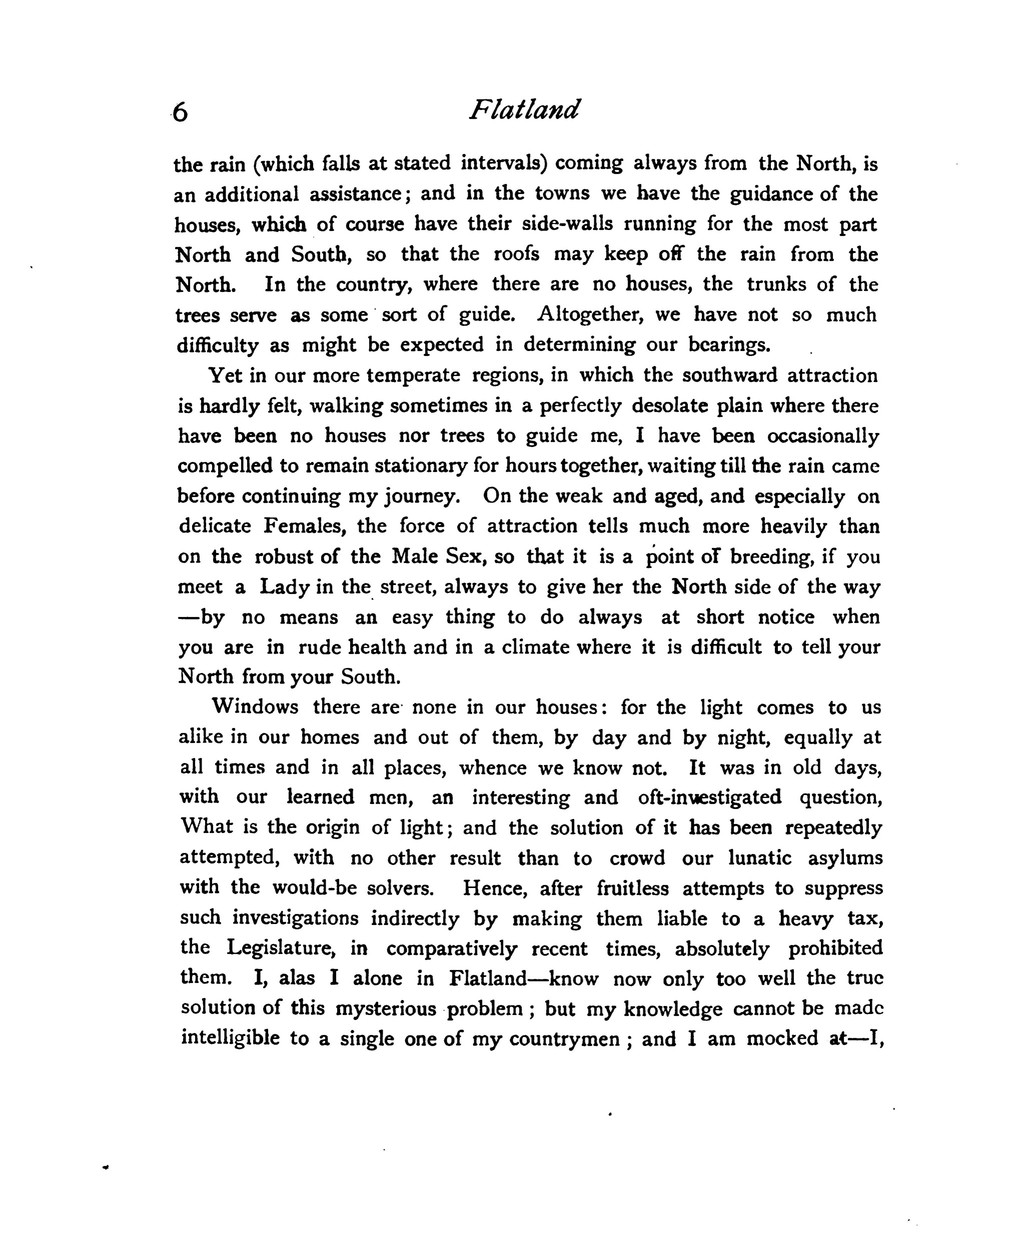 6 Flatland
the rain (which falls at stated intervals) coming always from the North, is
an additional assistance; and in the towns we have the guidance of the
houses, which of course have their side-walls running for the most part
North and South, so that the roofs may keep off the rain from the
North. In the country, where there are no houses, the trunks of the
trees serve as some sort of guide. Altogether, we have not so much
difficulty as might be expected in determining our bearings.
Yet in our more temperate regions, in which the southward attraction
is hardly felt, walking sometimes in a perfectly desolate plain where there
have been no houses nor trees to guide me, I have been occasionally
compelled to remain stationary for hours together, waiting till the rain came
before continuing my journey. On the weak and aged, and especially on
delicate Females, the force of attraction tells much more heavily than
on the robust of the Male Sex, so that it is a point of breeding, if you
meet a Lady in the street, always to give her the North side of the way
—by no means an easy thing to do always at short notice when
you are in rude health and in a climate where it is difficult to tell your
North from your South.
Windows there are none in our houses: for the light comes to us
alike in our homes and out of them, by day and by night, equally at
all times and in all places, whence we know not. It was in old days,
with our learned men, an interesting and oft-investigated question,
What is the origin of light; and the solution of it has been repeatedly
attempted, with no other result than to crowd our lunatic asylums
with the would-be solvers. Hence, after fruitless attempts to suppress
such investigations indirectly by making them liable to a heavy tax,
the Legislature, in comparatively recent times, absolutely prohibited
them. I, alas I alone in Flatland—know now only too well the true
solution of this mysterious problem; but my knowledge cannot be made
intelligible to a single one of my countrymen; and I am mocked at—I,